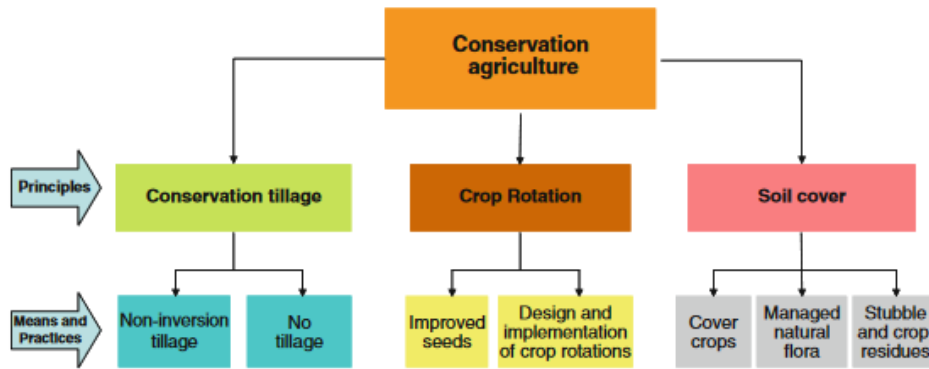 Conservation
agriculture
Principles
Conservation tillage
Crop Rotation
Soil cover
Means and
Practices
Non-inversion
tillage
No
tillage
Improved
seeds
Design and
implementation
of crop rotations
Cover
crops
Managed
natural
flora
Stubble
and crop
residues